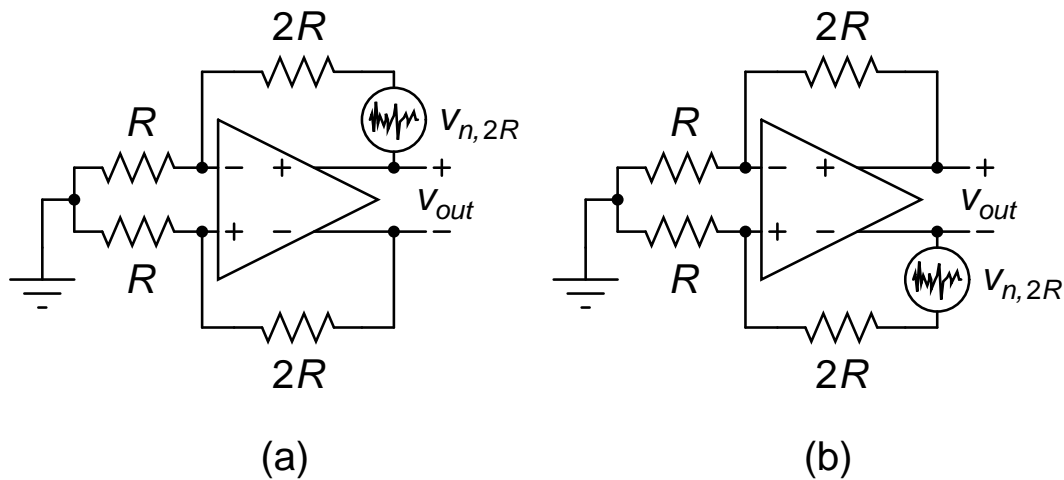 2R
R
v_{n,2R}
− +
v_{out}
+ −
+
−
R
2R
(a)
2R
R
− +
+
v_{out}
+ −
−
R
v_{n,2R}
2R
(b)